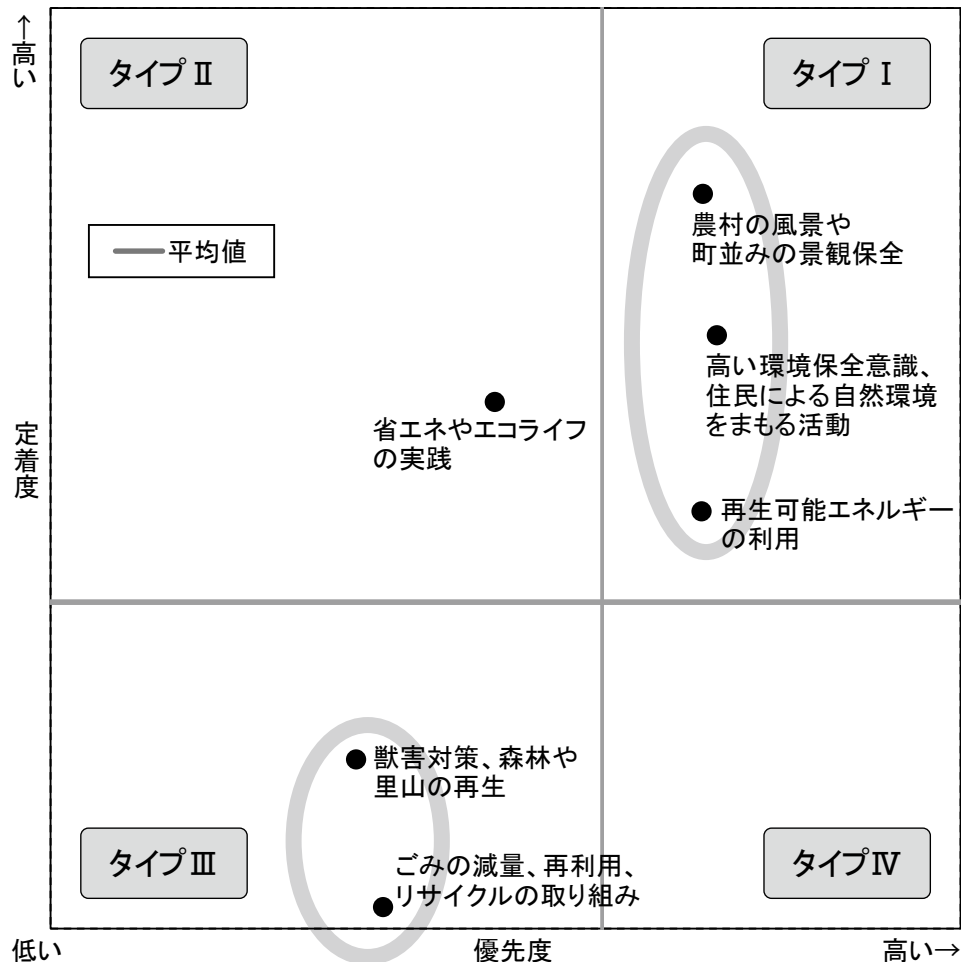 ↑高い
タイプⅡ
タイプⅠ
平均値
農村の風景や
町並みの景観保全
高い環境保全意識、
住民による自然環境
をまもる活動
省エネやエコライフ
の実践
定着度
再生可能エネルギー
の利用
獣害対策、森林や
里山の再生
ごみの減量、再利用、
リサイクルの取り組み
タイプⅢ
タイプⅣ
低い
優先度
高い→